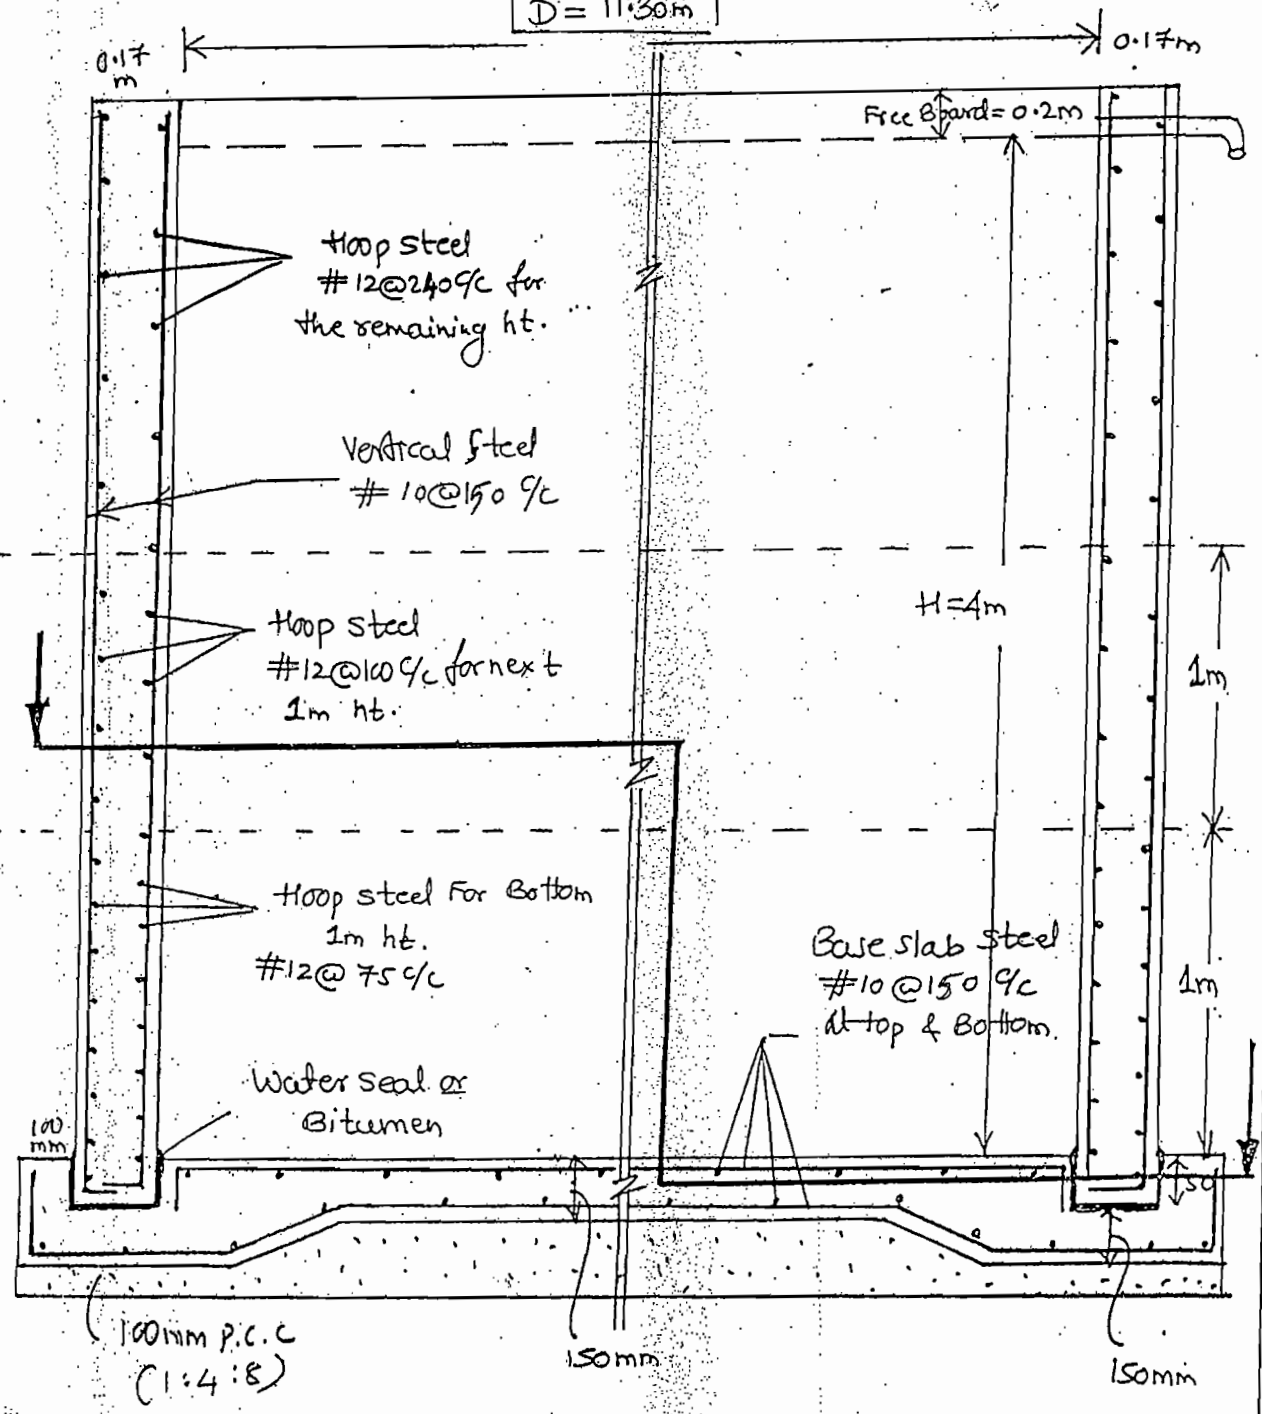 D = 11.30m
0.17
m
0.17m
Free Board = 0.2m
Hoop steel
#12@240 c/c for
the remaining ht.
Vertical steel
# 10@150 c/c
H=4m
Hoop steel
#12@100 c/c for next
1m ht.
1m
Hoop steel For Bottom
1m ht.
#12@ 75 c/c
Base slab steel
#10@150 c/c
At top & Bottom.
1m
Water seal or
Bitumen
100
mm
50
100mm P.C.C
(1:4:8)
150mm
150mm